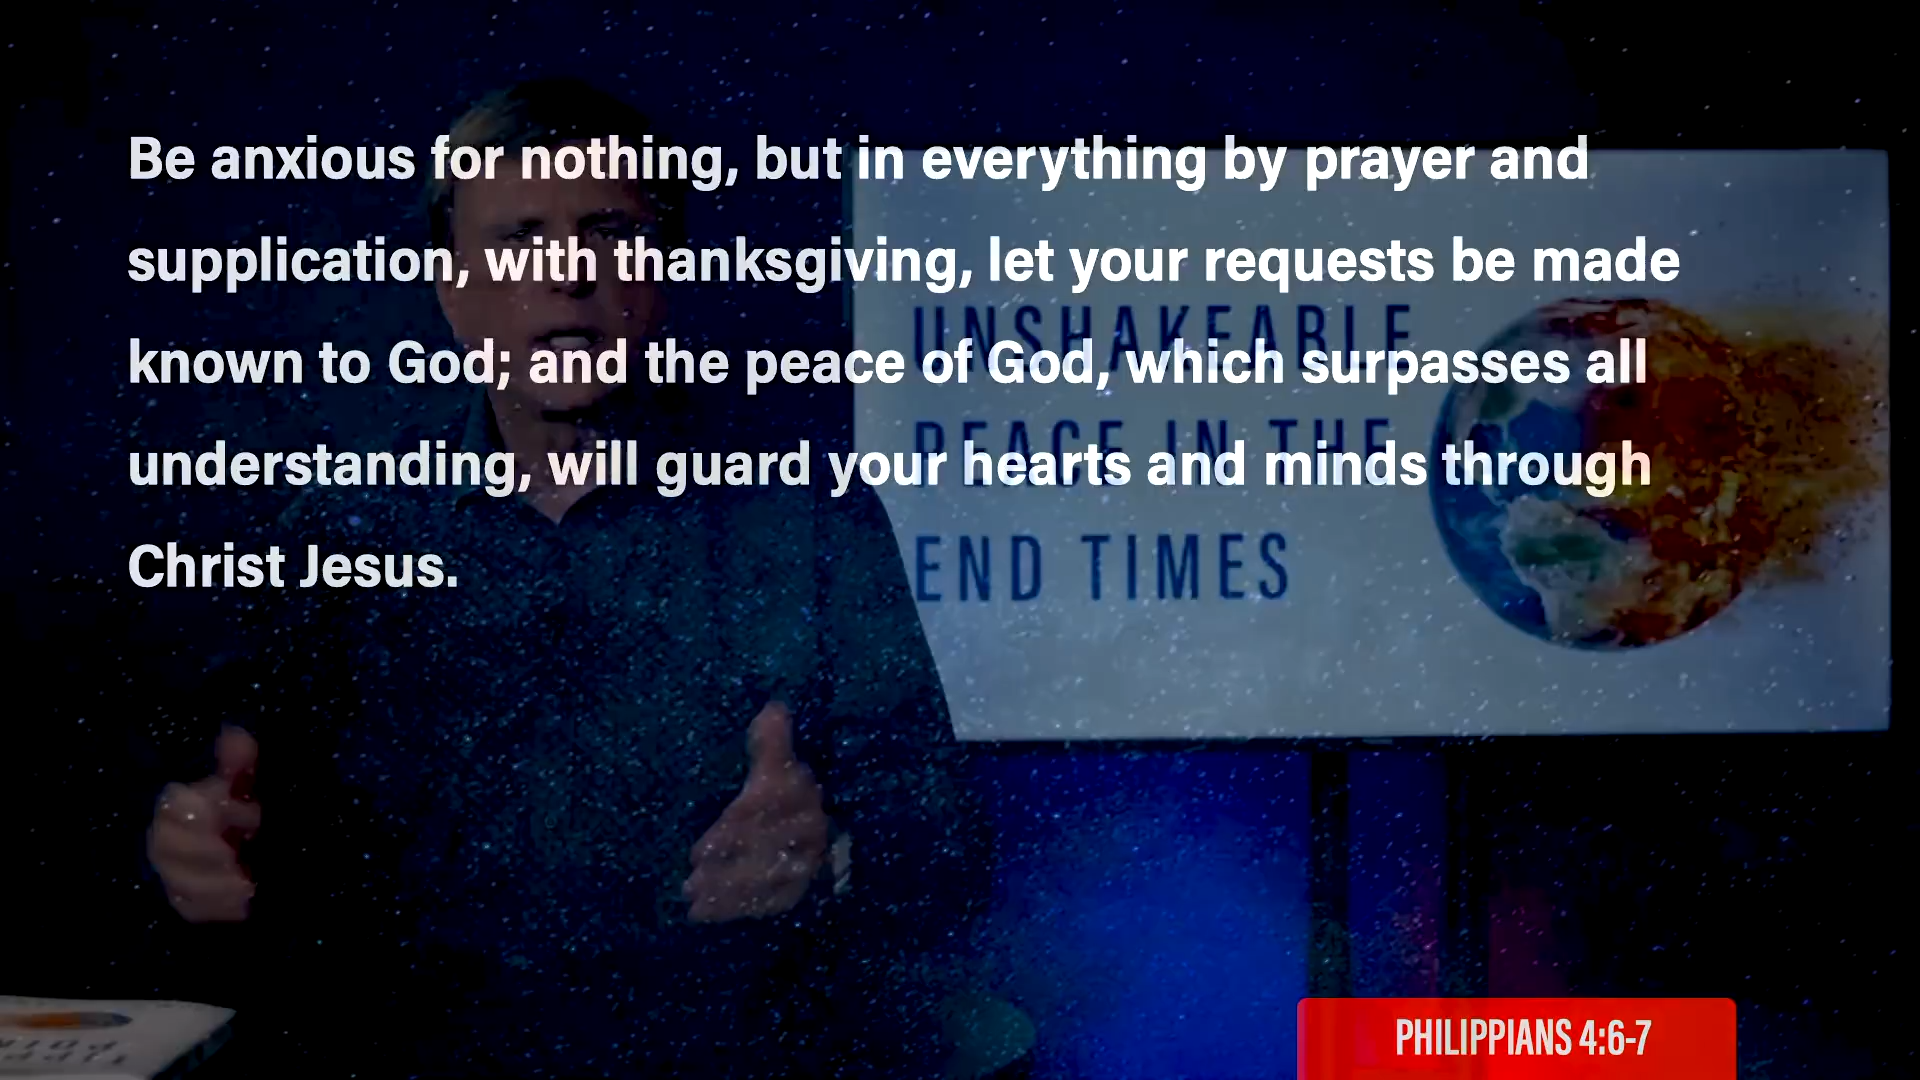 Be anxious for nothing, but in everything by prayer and
supplication, with thanksgiving, let your requests be made
known to God; and the peace of God, which surpasses all
understanding, will guard your hearts and minds through
Christ Jesus.
UNSHAKEABLE
PEACE IN THE
END TIMES
PHILIPPIANS 4:6-7